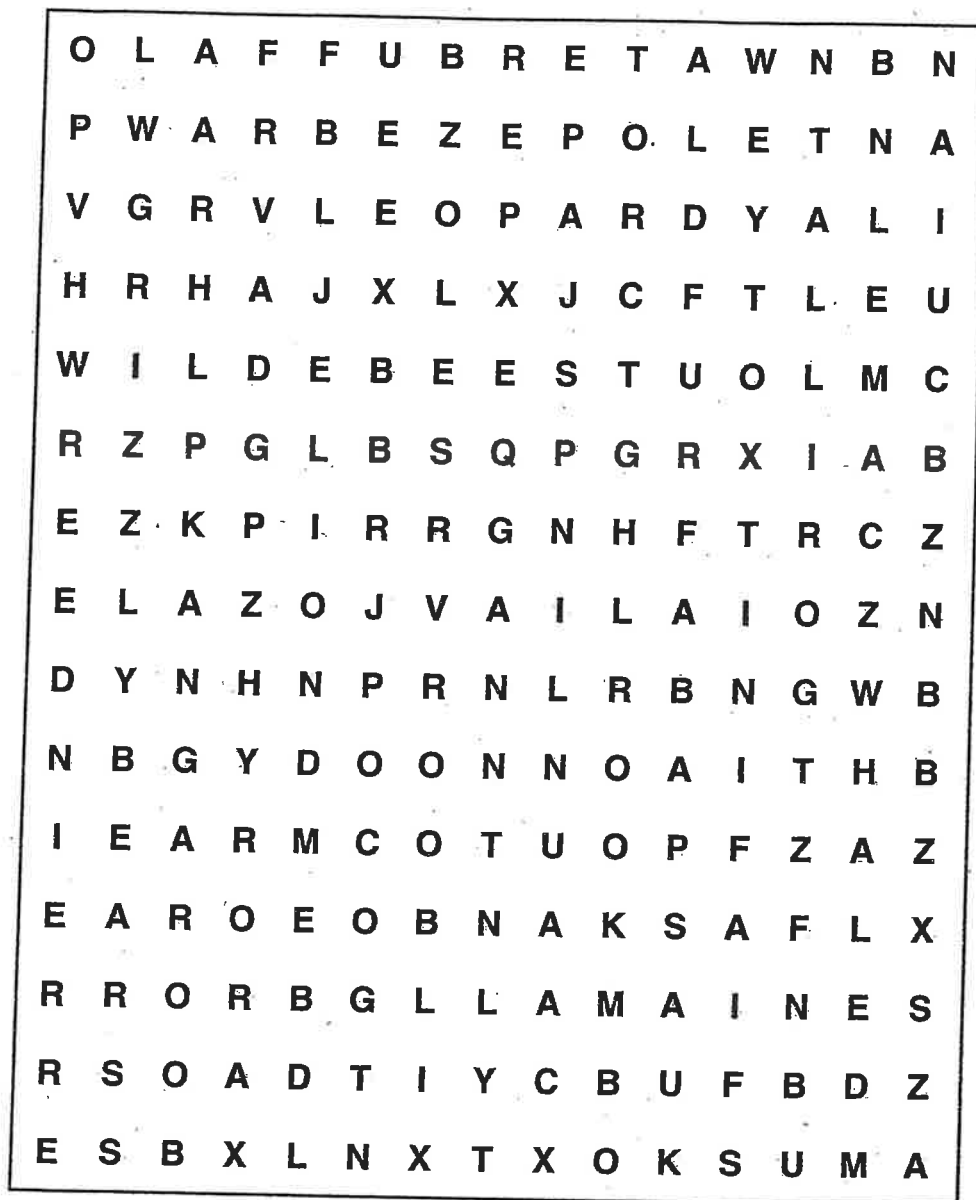 O L A F F U B R E T A W N B N
P W A R B E Z E P O L E T N A
V G R V L E O P A R D Y A L I
H R H A J X L X J C F T L E U
W I L D E B E E S T U O L M C
R Z P G L B S Q P G R X I A B
E Z K P I R R G N H F T R C Z
E L A Z O J V A I L A I O Z N
D Y N H N P R N L R B N G W B
N B G Y D O O N N O A I T H B
I E A R M C O T U O P F Z A Z
E A R O E O B N A K S A F L X
R R O R B G L L A M A I N E S
R S O A D T I Y C B U F B D Z
E S B X L N X T X O K S U M A